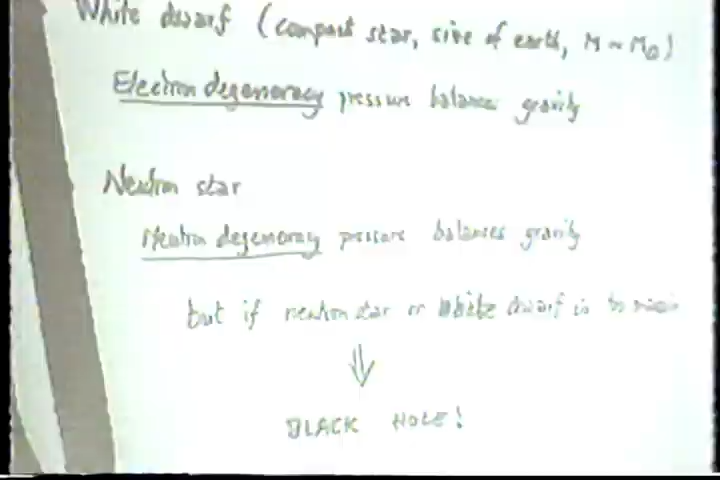 White dwarf (compact star, size of earth, M ~ M⊙)
Electron degeneracy pressure balances gravity
Neutron star
Neutron degeneracy pressure balances gravity
but if neutron star or white dwarf is
⇓
BLACK HOLE!